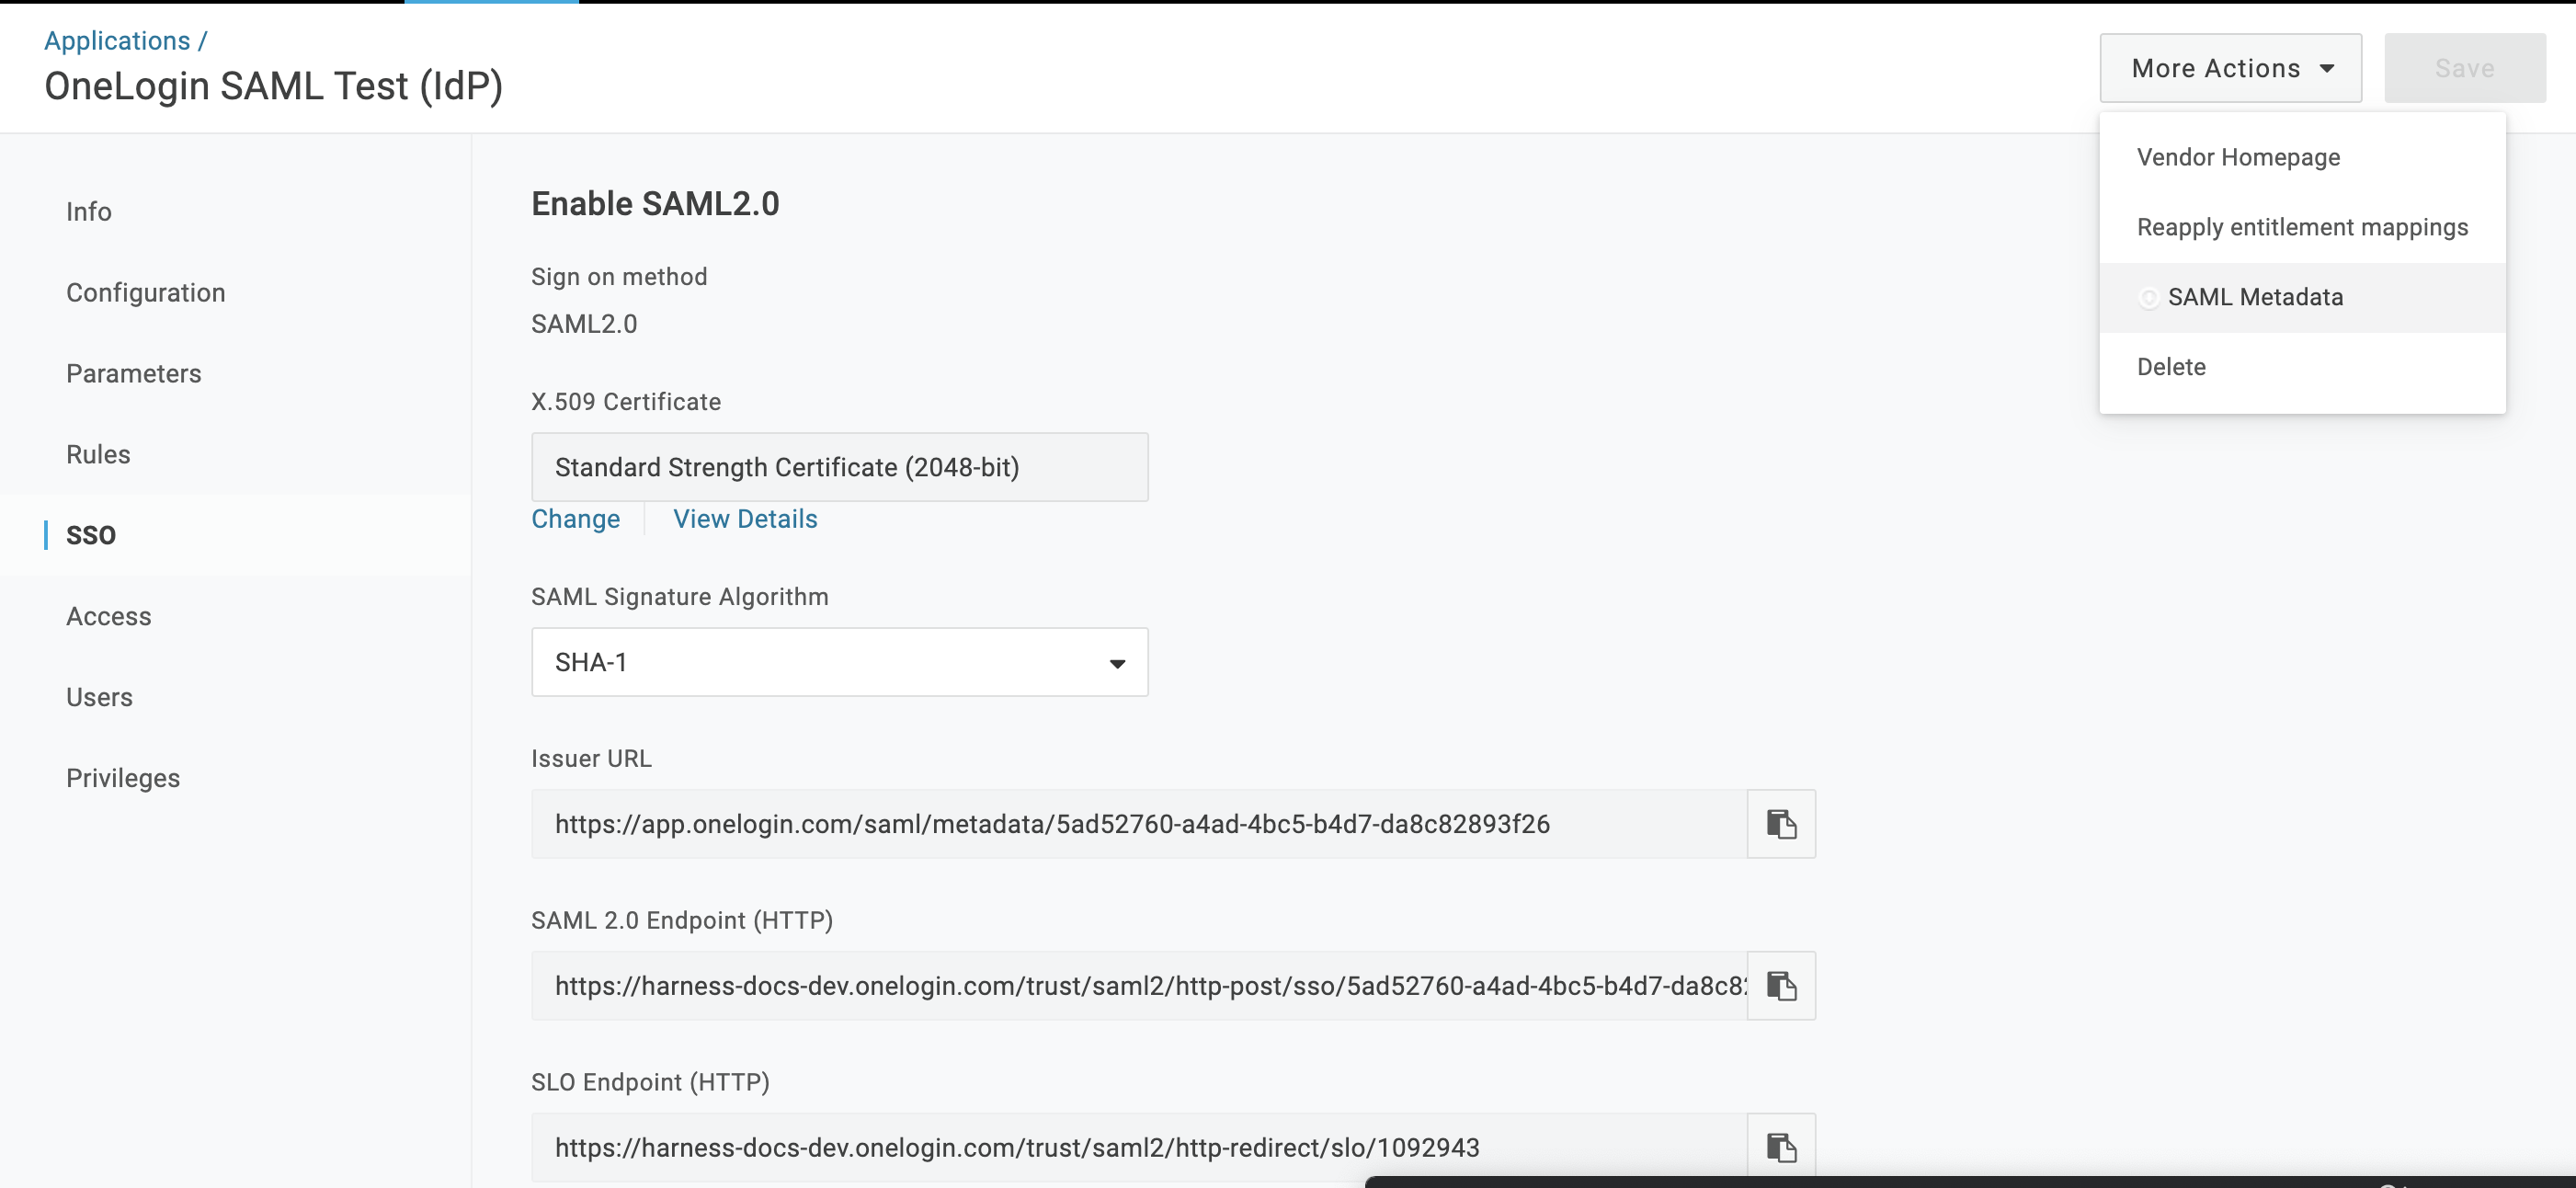 Applications /
OneLogin SAML Test (IdP)
More Actions
Save
Vendor Homepage
Reapply entitlement mappings
SAML Metadata
Delete
Info
Configuration
Parameters
Rules
SSO
Access
Users
Privileges
Enable SAML2.0
Sign on method
SAML2.0
X.509 Certificate
Standard Strength Certificate (2048-bit)
Change
View Details
SAML Signature Algorithm
SHA-1
Issuer URL
https://app.onelogin.com/saml/metadata/5ad52760-a4ad-4bc5-b4d7-da8c82893f26
SAML 2.0 Endpoint (HTTP)
https://harness-docs-dev.onelogin.com/trust/saml2/http-post/sso/5ad52760-a4ad-4bc5-b4d7-da8c82
SLO Endpoint (HTTP)
https://harness-docs-dev.onelogin.com/trust/saml2/http-redirect/slo/1092943